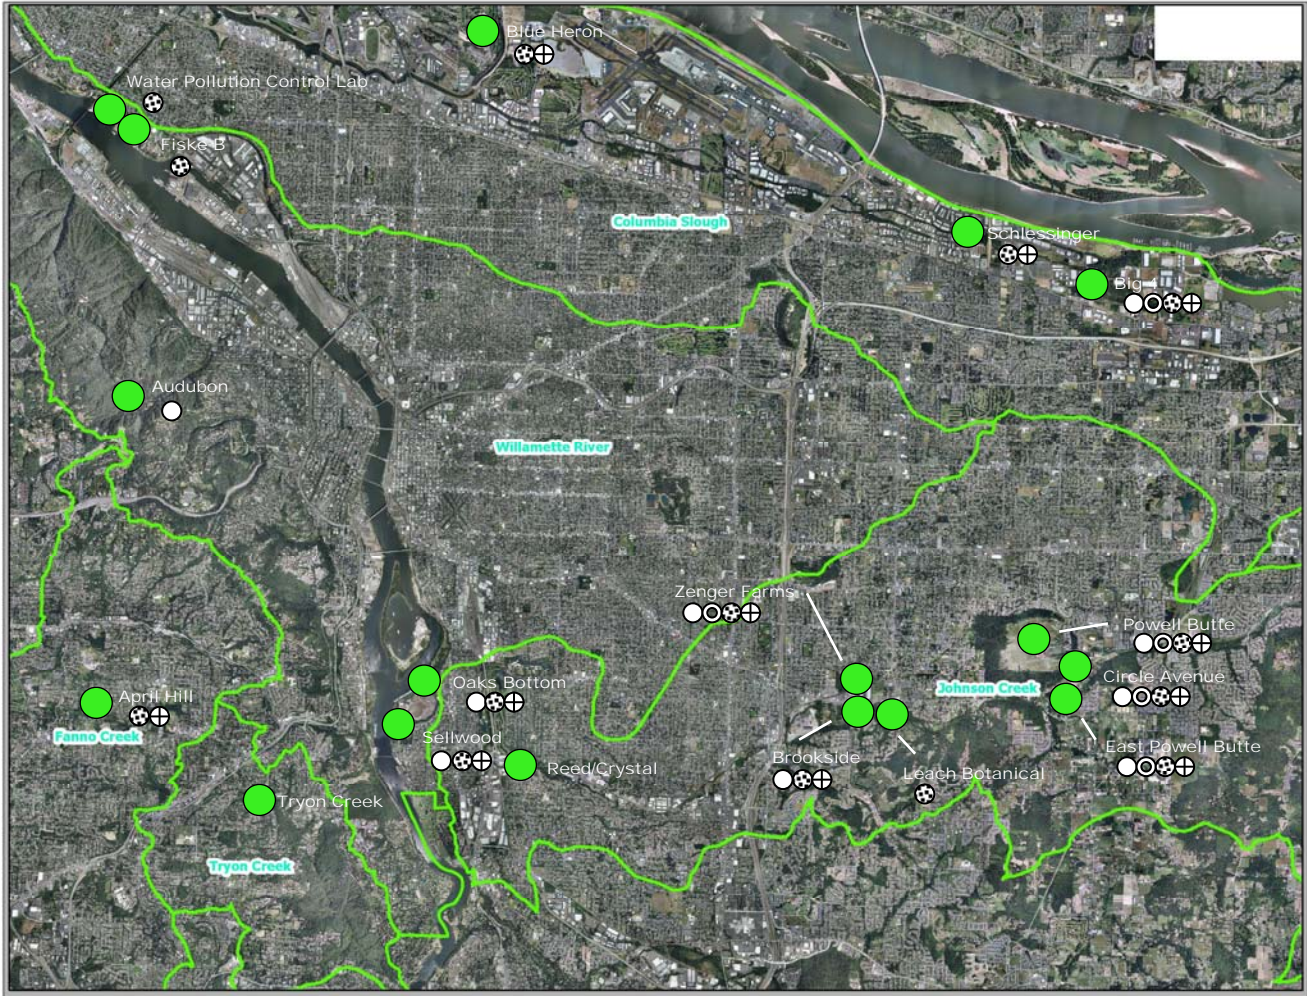 Blue Heron
Water Pollution Control Lab
Fiske B
Columbia Slough
Schlessinger
Big 4
Audubon
Willamette River
Zenger Farms
Powell Butte
Circle Avenue
Johnson Creek
Oaks Bottom
April Hill
Fanno Creek
Sellwood
East Powell Butte
Brookside
Reed/Crystal
Leach Botanical
Tryon Creek
Tryon Creek